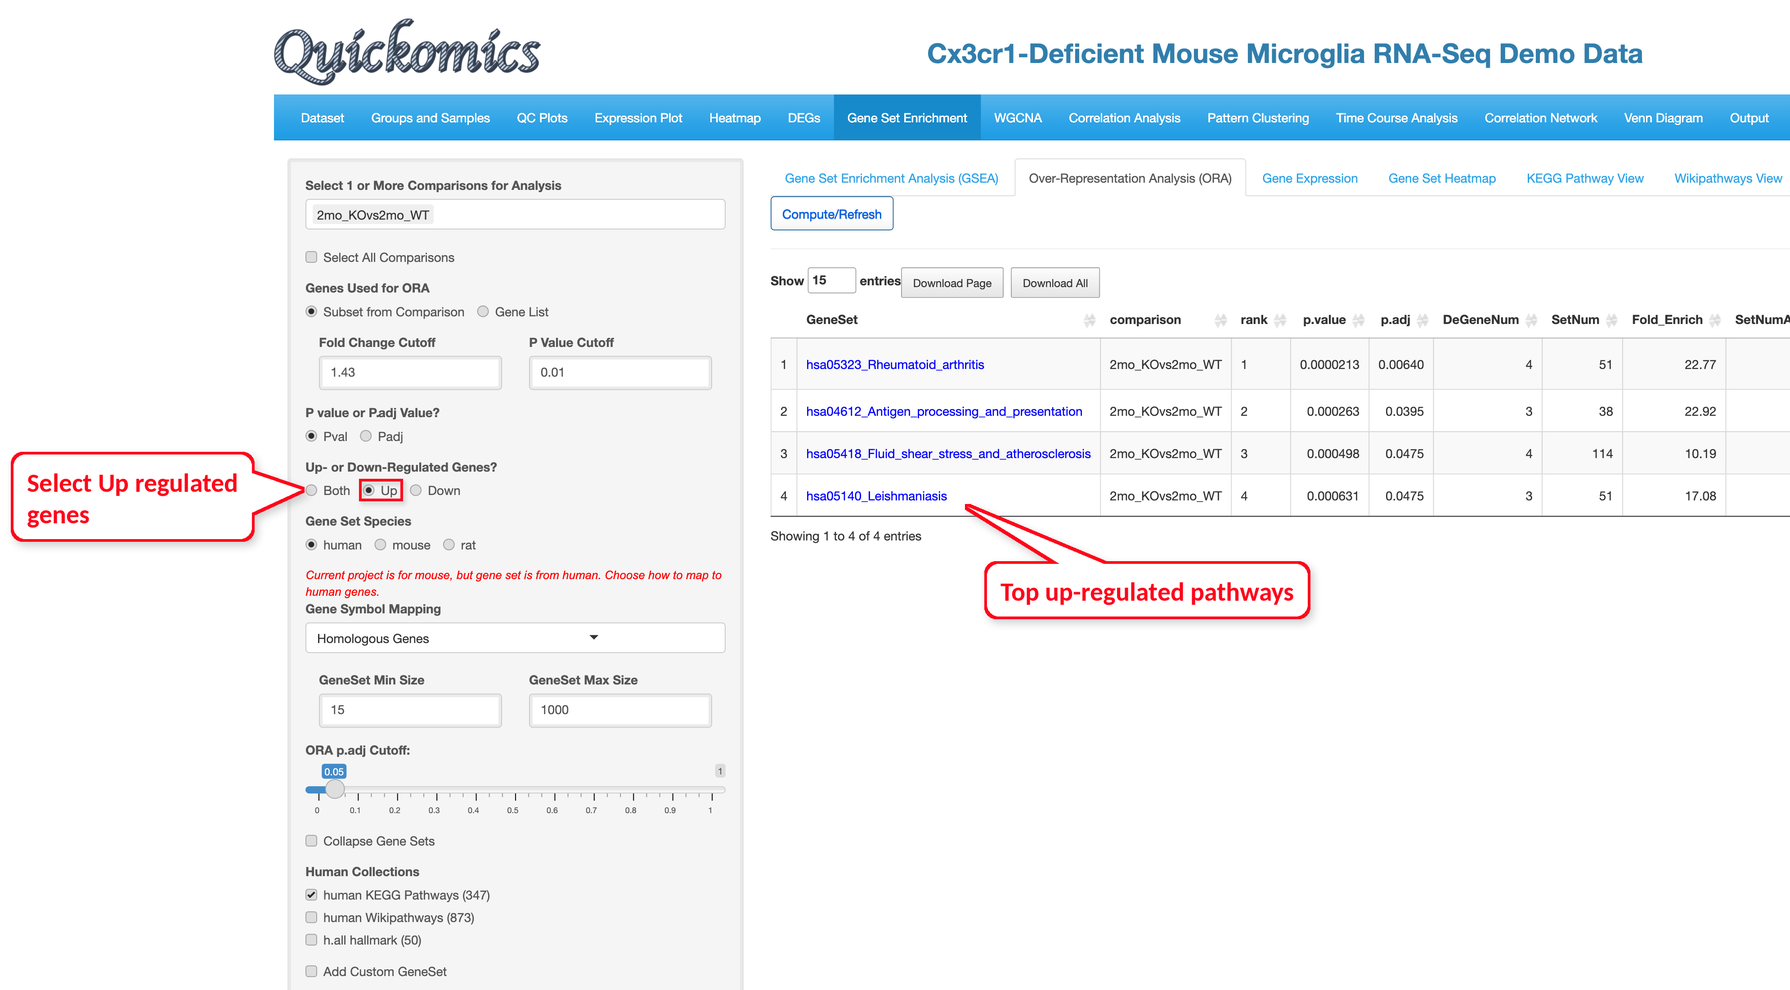 Quickomics
Cx3cr1-Deficient Mouse Microglia RNA-Seq Demo Data
Dataset Groups and Samples QC Plots Expression Plot Heatmap DEGs Gene Set Enrichment WGCNA Correlation Analysis Pattern Clustering Time Course Analysis Correlation Network Venn Diagram Output
Select 1 or More Comparisons for Analysis
2mo_KOvs2mo_WT
Select All Comparisons
Genes Used for ORA
Subset from Comparison Gene List
Fold Change Cutoff P Value Cutoff
1.43 0.01
P value or P.adj Value?
Pval Padj
Up- or Down-Regulated Genes?
Both Up Down
Select Up regulated
genes
Gene Set Species
human mouse rat
Current project is for mouse, but gene set is from human. Choose how to map to
human genes.
Gene Symbol Mapping
Homologous Genes
GeneSet Min Size GeneSet Max Size
15 1000
ORA p.adj Cutoff:
0.05 1
0 0.1 0.2 0.3 0.4 0.5 0.6 0.7 0.8 0.9 1
Collapse Gene Sets
Human Collections
human KEGG Pathways (347)
human Wikipathways (873)
h.all hallmark (50)
Add Custom GeneSet
Gene Set Enrichment Analysis (GSEA) Over-Representation Analysis (ORA) Gene Expression Gene Set Heatmap KEGG Pathway View Wikipathways View
Compute/Refresh
Show 15 entries Download Page Download All
GeneSet comparison rank p.value p.adj DeGeneNum SetNum Fold_Enrich SetNumA
1 hsa05323_Rheumatoid_arthritis 2mo_KOvs2mo_WT 1 0.0000213 0.00640 4 51 22.77
2 hsa04612_Antigen_processing_and_presentation 2mo_KOvs2mo_WT 2 0.000263 0.0395 3 38 22.92
3 hsa05418_Fluid_shear_stress_and_atherosclerosis 2mo_KOvs2mo_WT 3 0.000498 0.0475 4 114 10.19
4 hsa05140_Leishmaniasis 2mo_KOvs2mo_WT 4 0.000631 0.0475 3 51 17.08
Showing 1 to 4 of 4 entries
Top up-regulated pathways